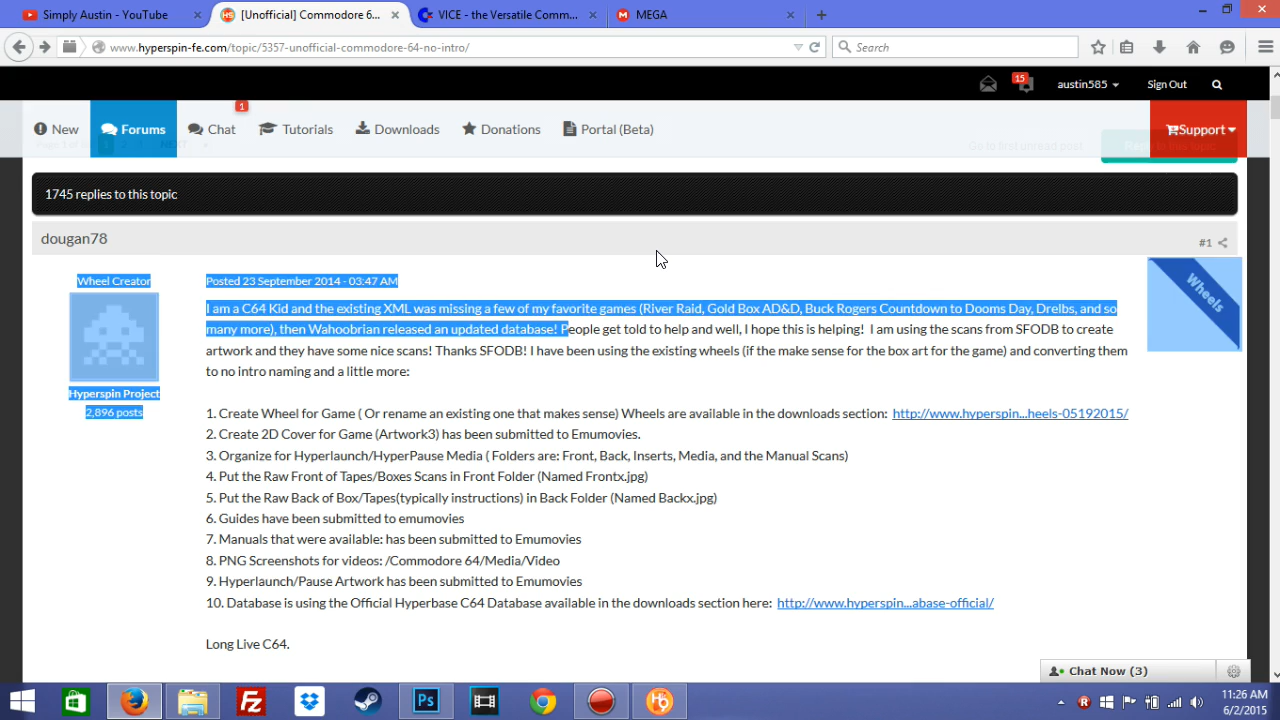 Simply Austin - YouTube
[Unofficial] Commodore 6...
VICE - the Versatile Comm...
MEGA
www.hyperspin-fe.com/topic/5357-unofficial-commodore-64-no-intro/
Search
15
austin585
Sign Out
New
Forums
Chat
1
Tutorials
Downloads
Donations
Portal (Beta)
Support
Go to first unread post
1745 replies to this topic
dougan78
#1
Wheel Creator
Posted 23 September 2014 - 03:47 AM
Wheels
I am a C64 Kid and the existing XML was missing a few of my favorite games (River Raid, Gold Box AD&D, Buck Rogers Countdown to Dooms Day, Drelbs, and so
many more), then Wahoobrian released an updated database! People get told to help and well, I hope this is helping!  I am using the scans from SFODB to create
artwork and they have some nice scans! Thanks SFODB! I have been using the existing wheels (if the make sense for the box art for the game) and converting them
to no intro naming and a little more:
Hyperspin Project
2,896 posts
1. Create Wheel for Game ( Or rename an existing one that makes sense) Wheels are available in the downloads section:  http://www.hyperspin...heels-05192015/
2. Create 2D Cover for Game (Artwork3) has been submitted to Emumovies.
3. Organize for Hyperlaunch/HyperPause Media ( Folders are: Front, Back, Inserts, Media, and the Manual Scans)
4. Put the Raw Front of Tapes/Boxes Scans in Front Folder (Named Frontx.jpg)
5. Put the Raw Back of Box/Tapes(typically instructions) in Back Folder (Named Backx.jpg)
6. Guides have been submitted to emumovies
7. Manuals that were available: has been submitted to Emumovies
8. PNG Screenshots for videos: /Commodore 64/Media/Video
9. Hyperlaunch/Pause Artwork has been submitted to Emumovies
10. Database is using the Official Hyperbase C64 Database available in the downloads section here:  http://www.hyperspin...abase-official/
Long Live C64.
Chat Now (3)
Fz
Ps
11:26 AM
6/2/2015